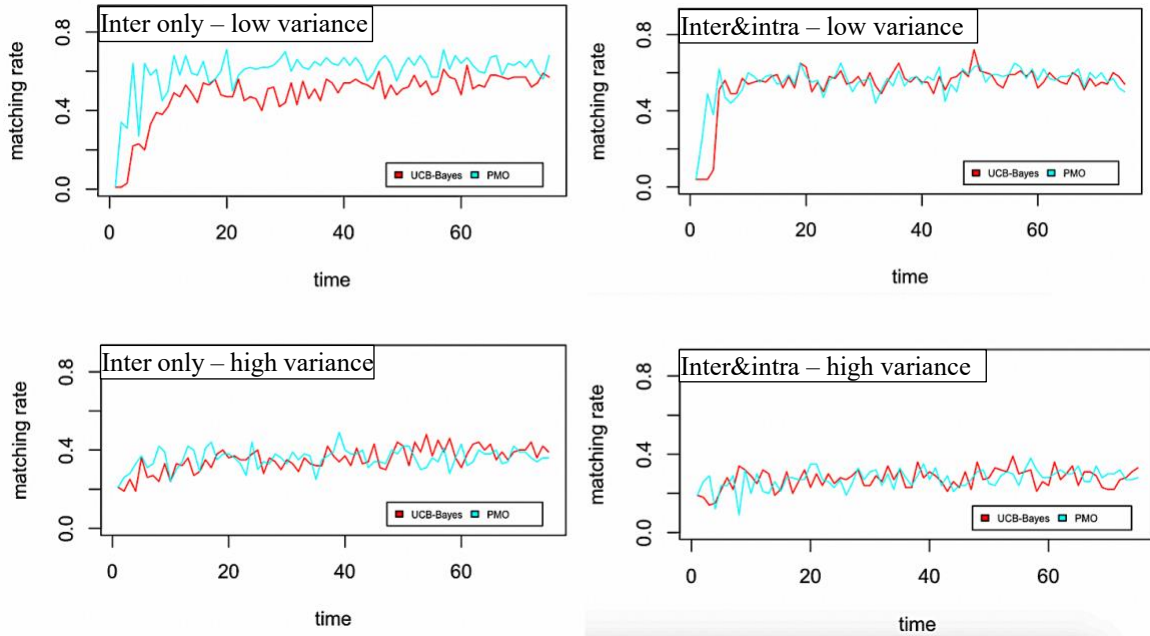 Inter only – low variance
matching rate
0.0 0.4 0.8
UCB-Bayes PMO
0 20 40 60
time
Inter&intra – low variance
matching rate
0.0 0.4 0.8
UCB-Bayes PMO
0 20 40 60
time
Inter only – high variance
matching rate
0.0 0.4 0.8
UCB-Bayes PMO
0 20 40 60
time
Inter&intra – high variance
matching rate
0.0 0.4 0.8
UCB-Bayes PMO
0 20 40 60
time